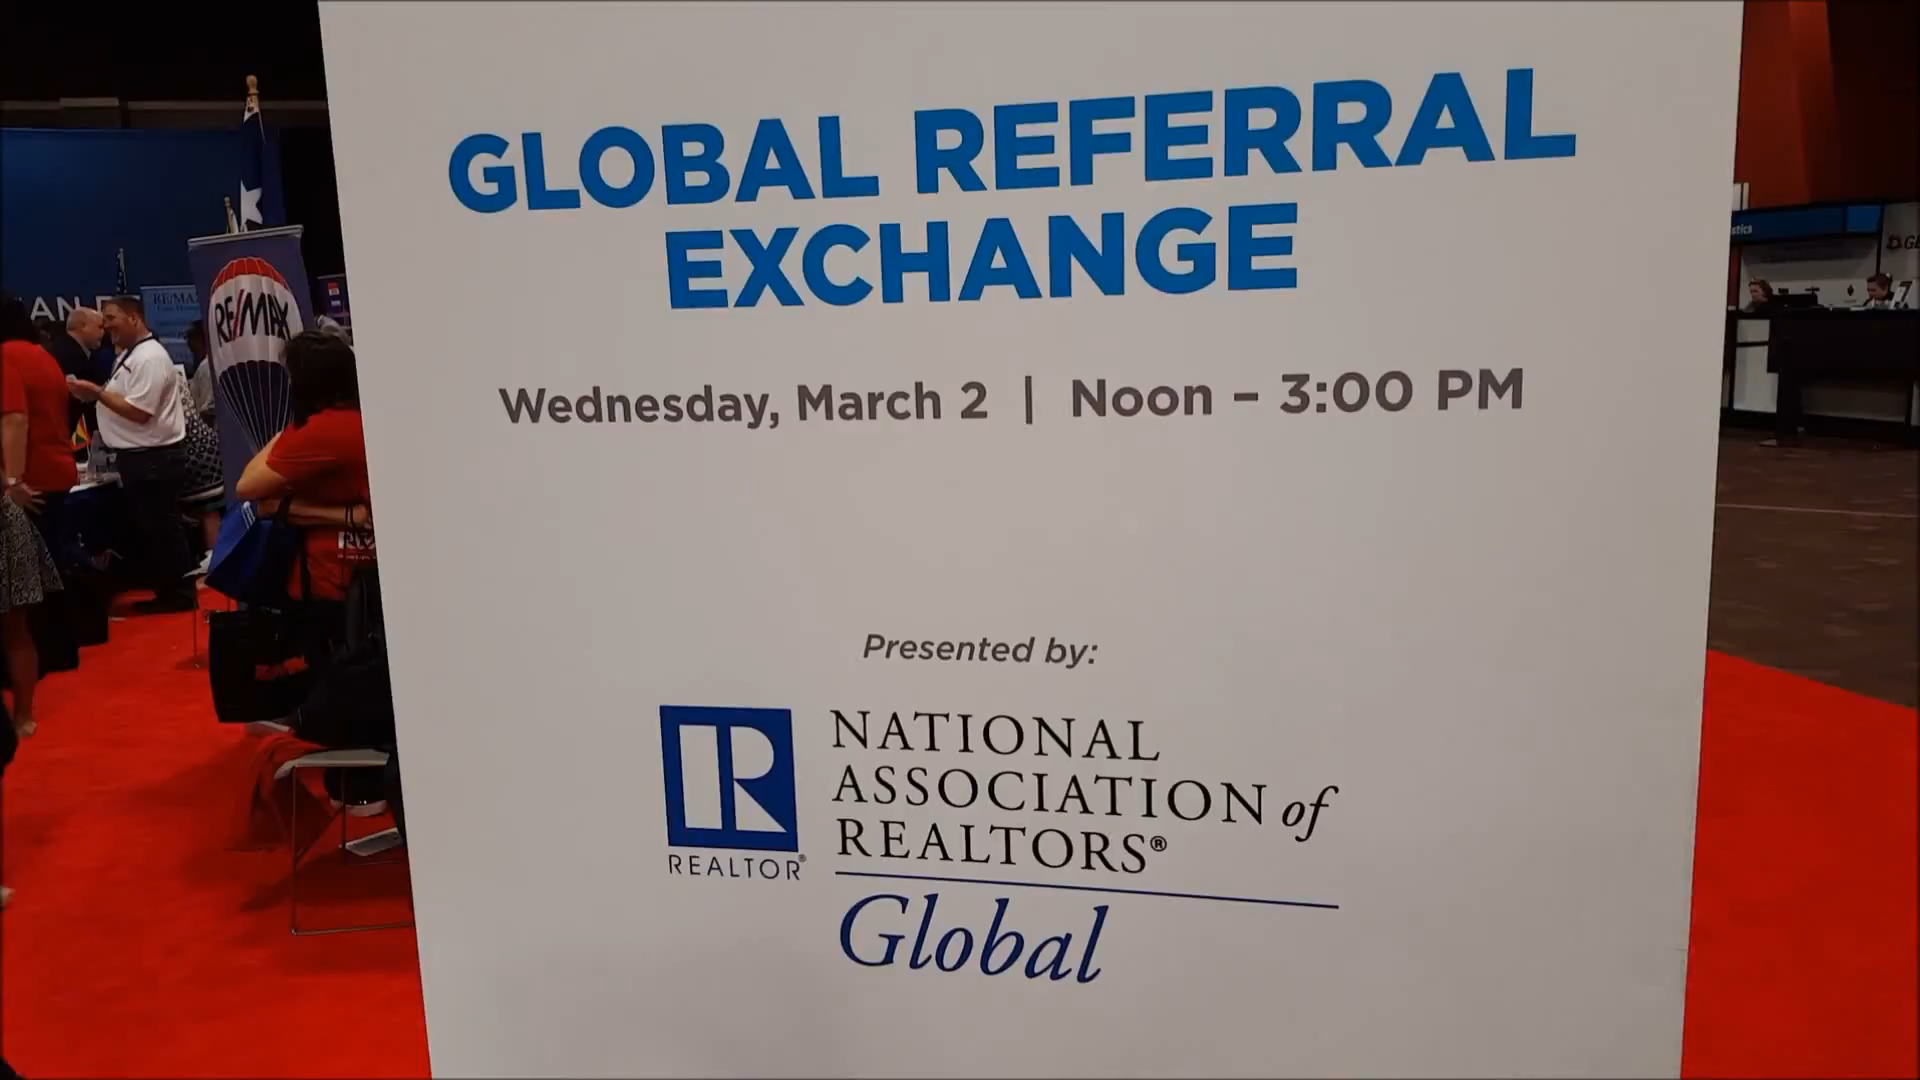 GLOBAL REFERRAL
EXCHANGE
Wednesday, March 2 | Noon – 3:00 PM
Presented by:
NATIONAL
ASSOCIATION of
REALTORS®
Global
REALTOR®
RE/MAX